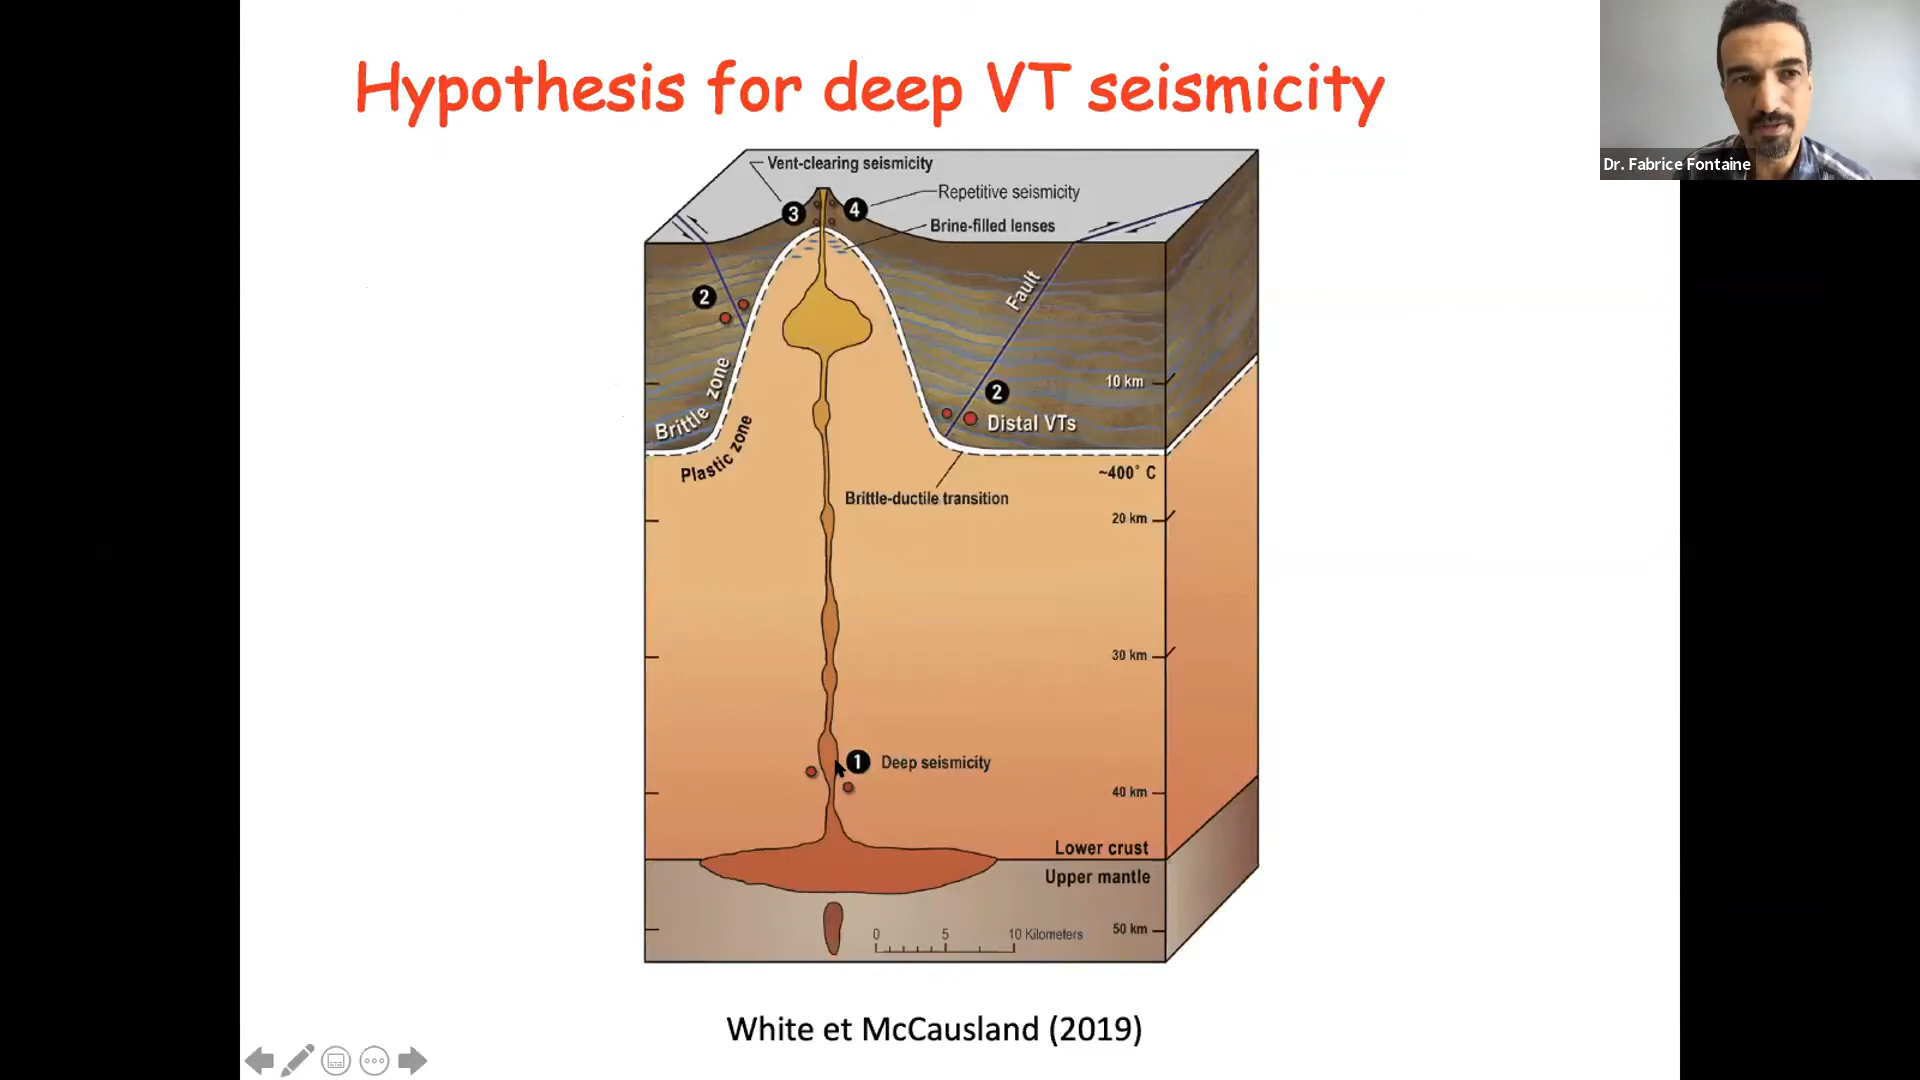 Hypothesis for deep VT seismicity
Dr. Fabrice Fontaine
Vent-clearing seismicity
Repetitive seismicity
3
4
Brine-filled lenses
2
Fault
Brittle zone
Plastic zone
10 km
2
Distal VTs
~400° C
Brittle-ductile transition
20 km
30 km
1
Deep seismicity
40 km
Lower crust
Upper mantle
50 km
0 5 10 Kilometers
White et McCausland (2019)